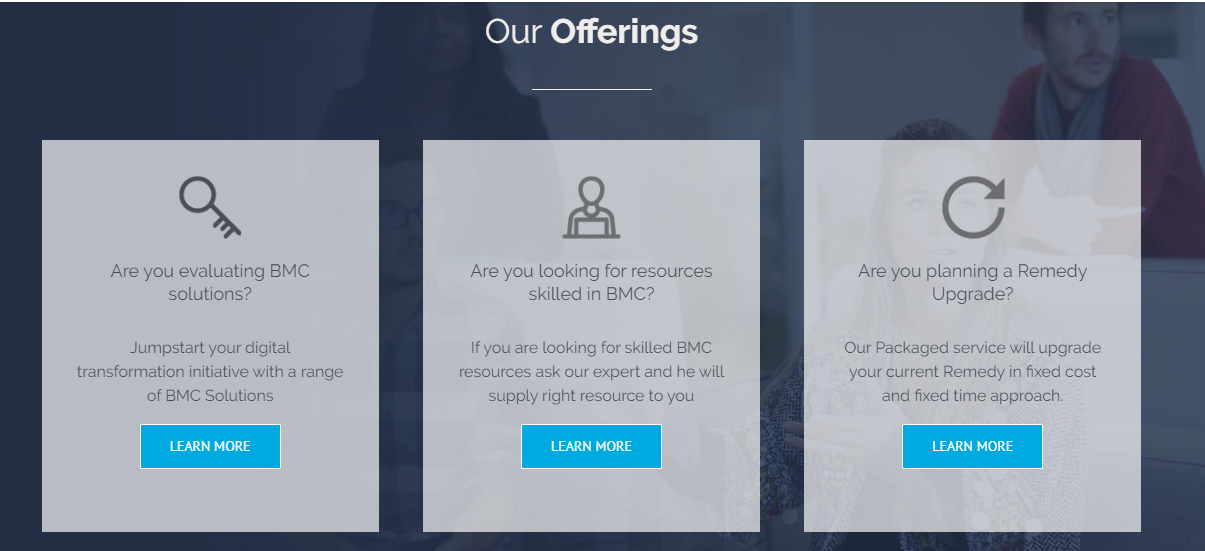 Our Offerings
Are you evaluating BMC
solutions?
Jumpstart your digital
transformation initiative with a range
of BMC Solutions
LEARN MORE
Are you looking for resources
skilled in BMC?
If you are looking for skilled BMC
resources ask our expert and he will
supply right resource to you
LEARN MORE
Are you planning a Remedy
Upgrade?
Our Packaged service will upgrade
your current Remedy in fixed cost
and fixed time approach.
LEARN MORE